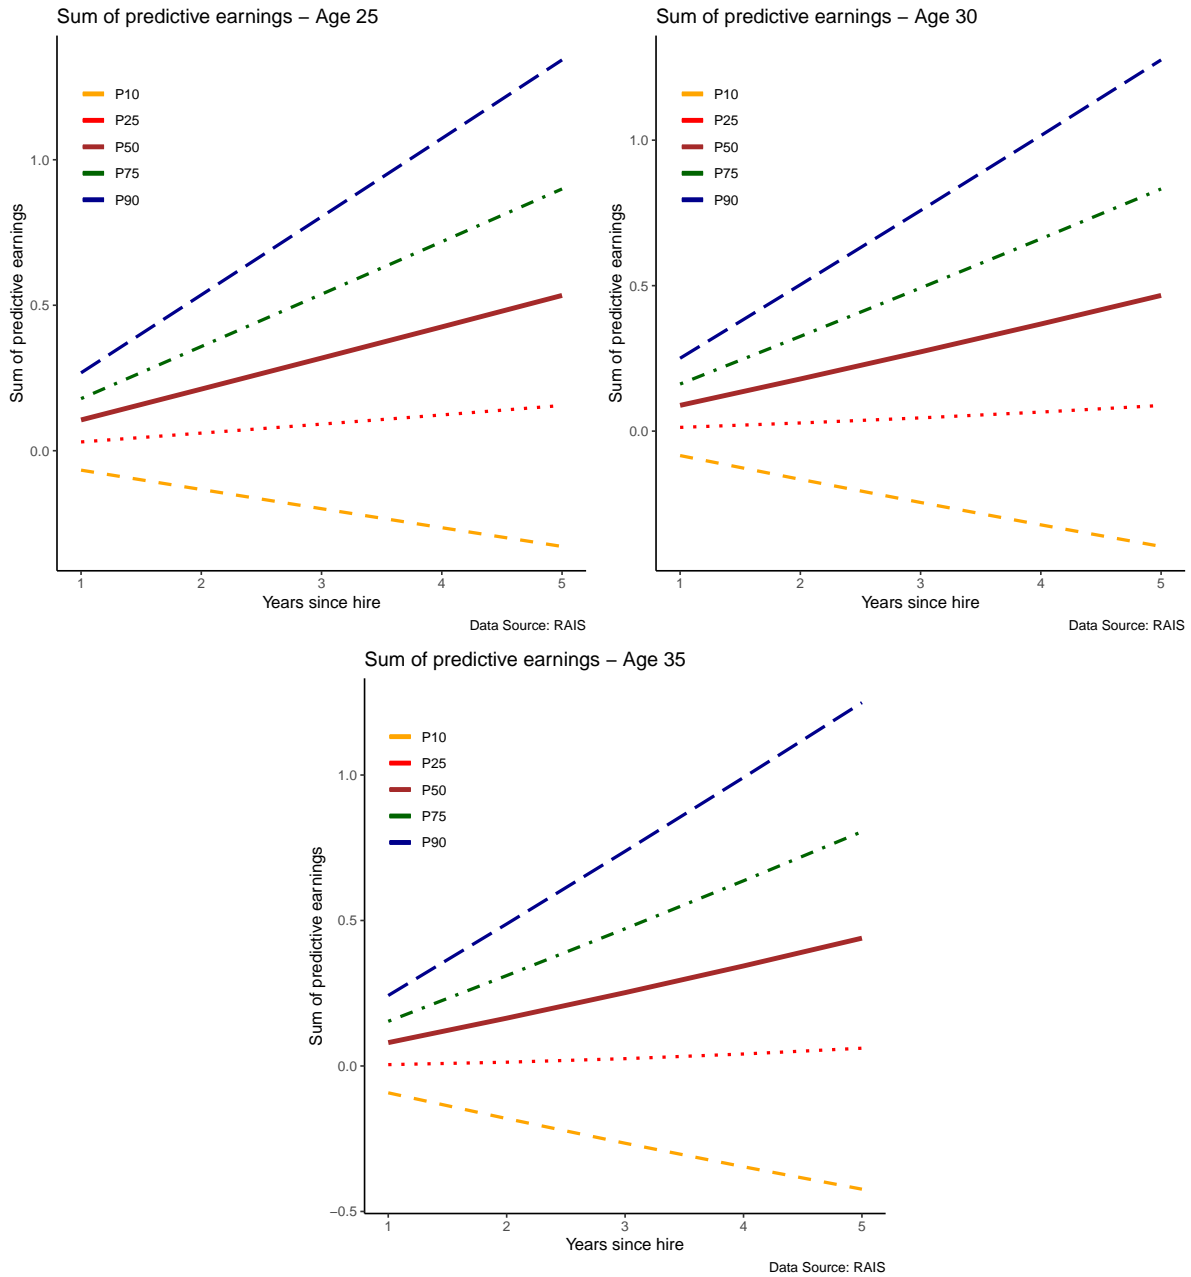 Sum of predictive earnings – Age 25
P10
P25
P50
P75
P90
1.0
0.5
0.0
Sum of predictive earnings
1 2 3 4 5
Years since hire
Data Source: RAIS
Sum of predictive earnings – Age 30
P10
P25
P50
P75
P90
1.0
0.5
0.0
Sum of predictive earnings
1 2 3 4 5
Years since hire
Data Source: RAIS
Sum of predictive earnings – Age 35
P10
P25
P50
P75
P90
1.0
0.5
0.0
−0.5
Sum of predictive earnings
1 2 3 4 5
Years since hire
Data Source: RAIS